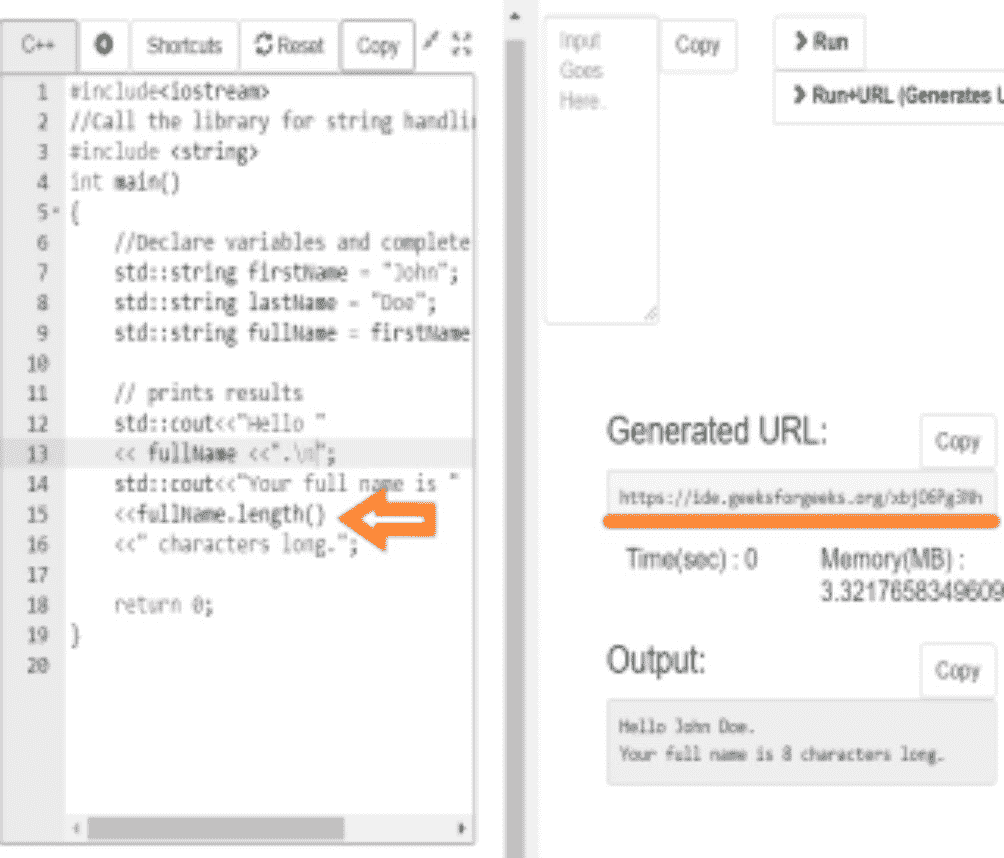 C++
Shortcuts
Reset
Copy
1 #include<iostream>
2 //Call the library for string handli
3 #include <string>
4 int main()
5 {
6 //Declare variables and complete
7 std::string firstName = "John";
8 std::string lastName = "Doe";
9 std::string fullName = firstName
10
11 // prints results
12 std::cout<<"Hello "
13 << fullName <<".\n";
14 std::cout<<"Your full name is "
15 <<fullName.length()
16 <<" characters long.";
17
18 return 0;
19 }
20
Input
Goes
Here.
Copy
Run
Run+URL (Generates U
Generated URL:
Copy
Time(sec) : 0
Memory(MB) :
3.3217658349609
Output:
Copy
Hello John Doe.
Your full name is 8 characters long.